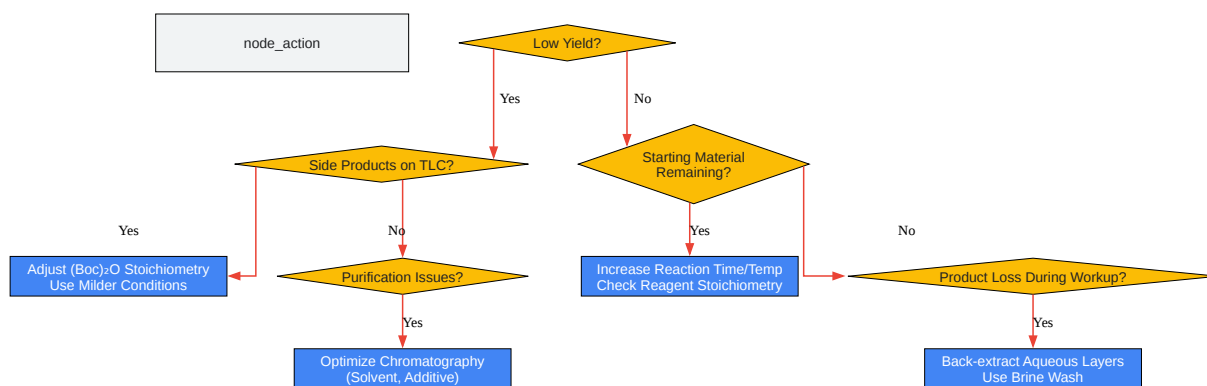 node_action
Low Yield?
Yes
No
Side Products on TLC?
Starting Material
Remaining?
Yes
No
Yes
No
Adjust (Boc)₂O Stoichiometry
Use Milder Conditions
Purification Issues?
Increase Reaction Time/Temp
Check Reagent Stoichiometry
Product Loss During Workup?
Yes
Yes
Optimize Chromatography
(Solvent, Additive)
Back-extract Aqueous Layers
Use Brine Wash